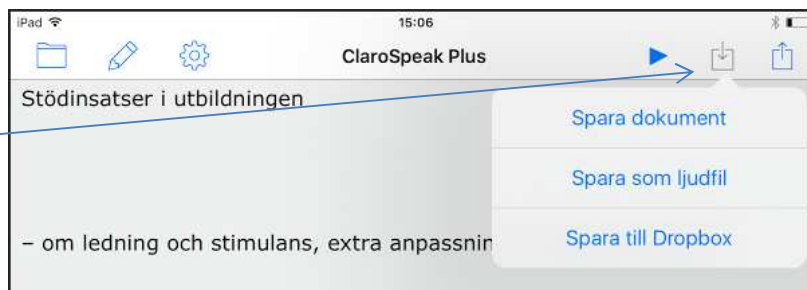 iPad 15:06
ClaroSpeak Plus
Stödinsatser i utbildningen
Spara dokument
Spara som ljudfil
Spara till Dropbox
– om ledning och stimulans, extra